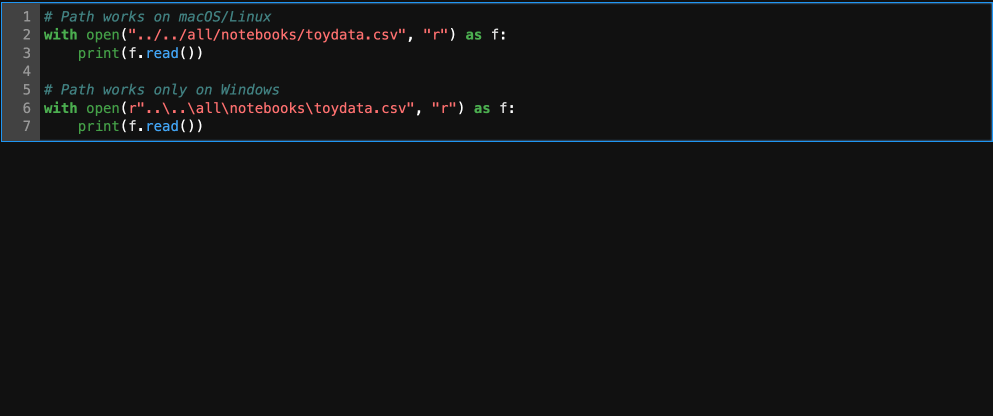 1 # Path works on macOS/Linux
2 with open("../../all/notebooks/toydata.csv", "r") as f:
3     print(f.read())
4
5 # Path works only on Windows
6 with open(r"..\..\all\notebooks\toydata.csv", "r") as f:
7     print(f.read())